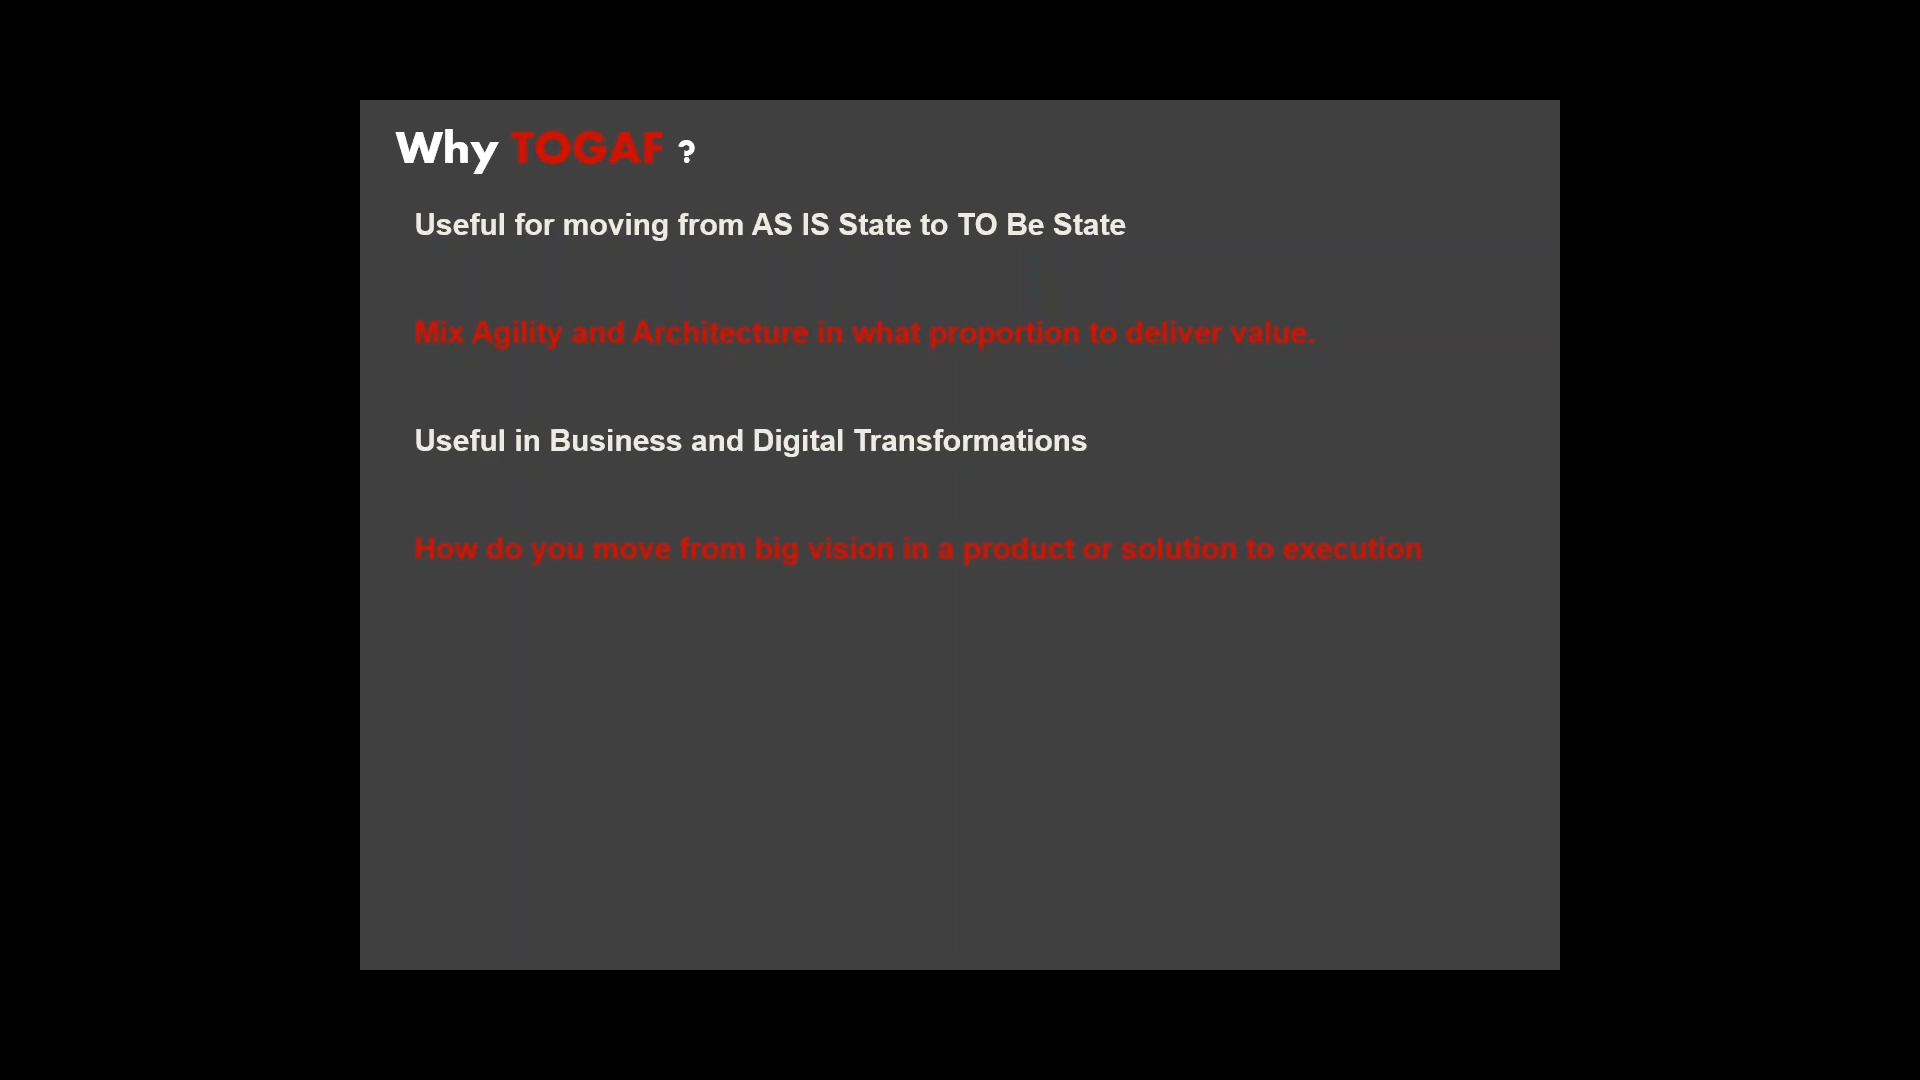 Why TOGAF ?
Useful for moving from AS IS State to TO Be State
Mix Agility and Architecture in what proportion to deliver value.
Useful in Business and Digital Transformations
How do you move from big vision in a product or solution to execution